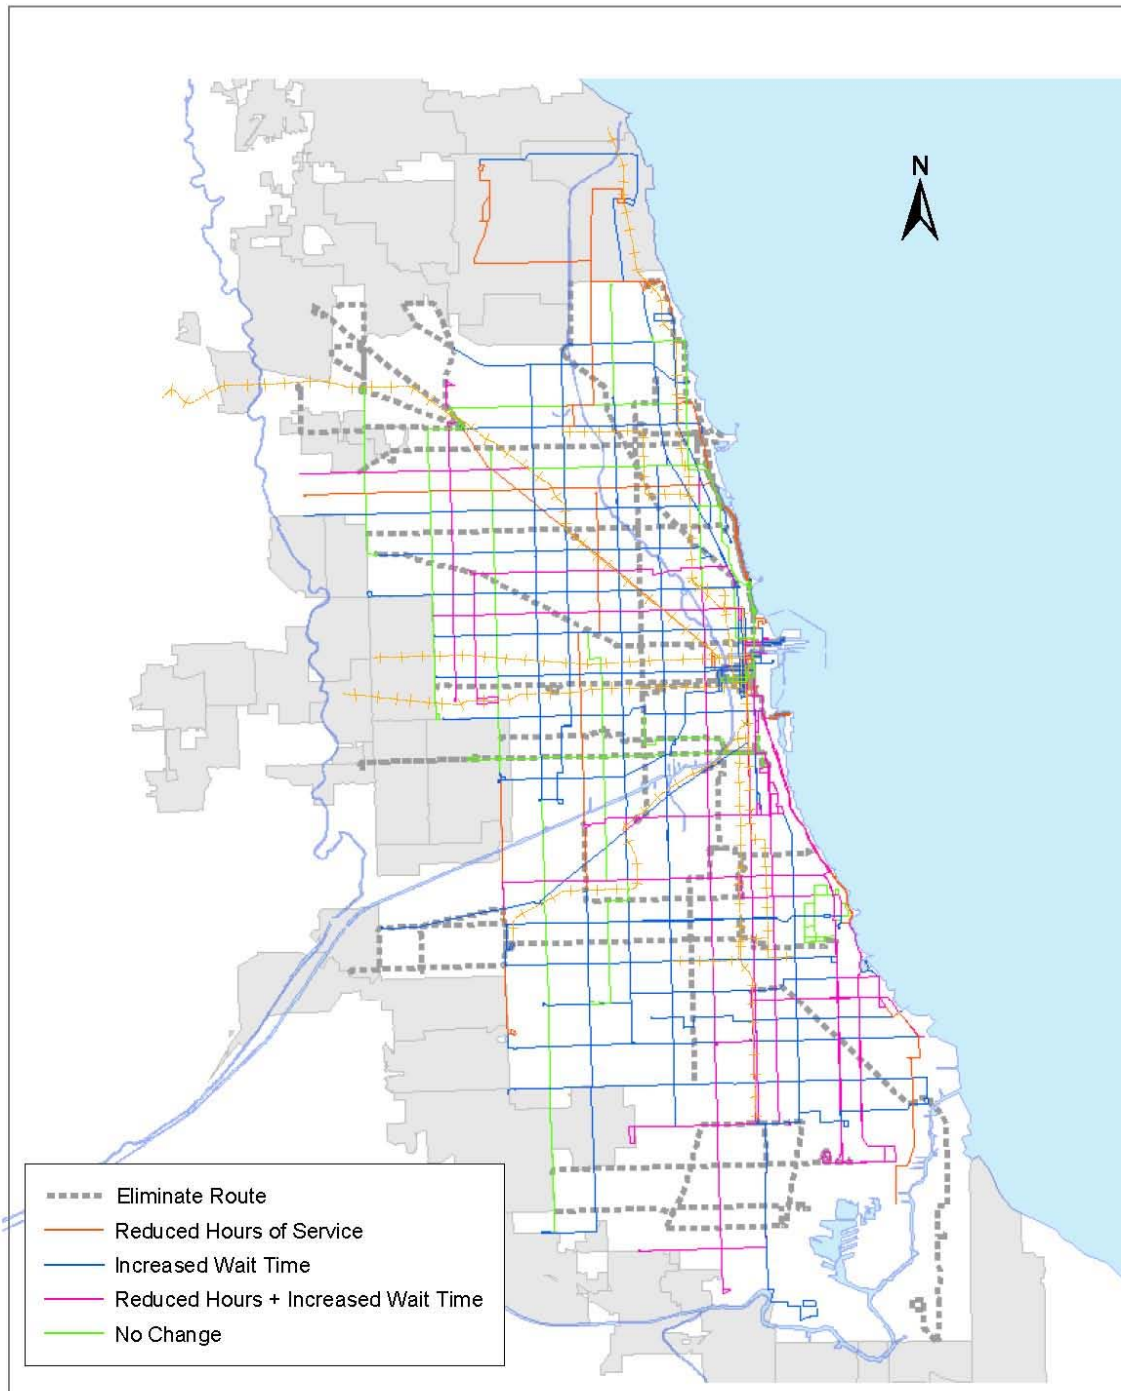 N
Eliminate Route
Reduced Hours of Service
Increased Wait Time
Reduced Hours + Increased Wait Time
No Change